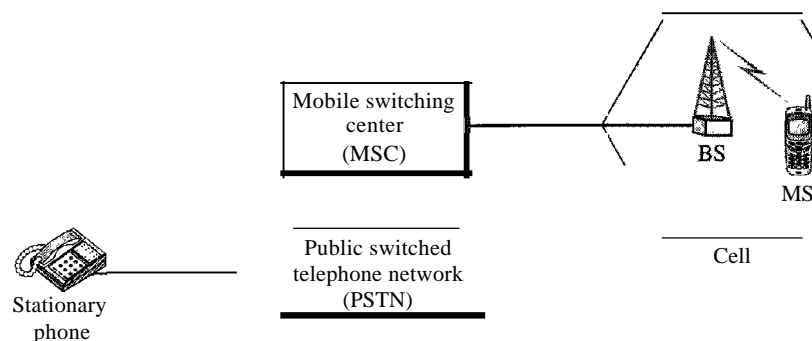 Mobile switching
center
(MSC)
BS
MS
Public switched
telephone network
(PSTN)
Cell
Stationary
phone